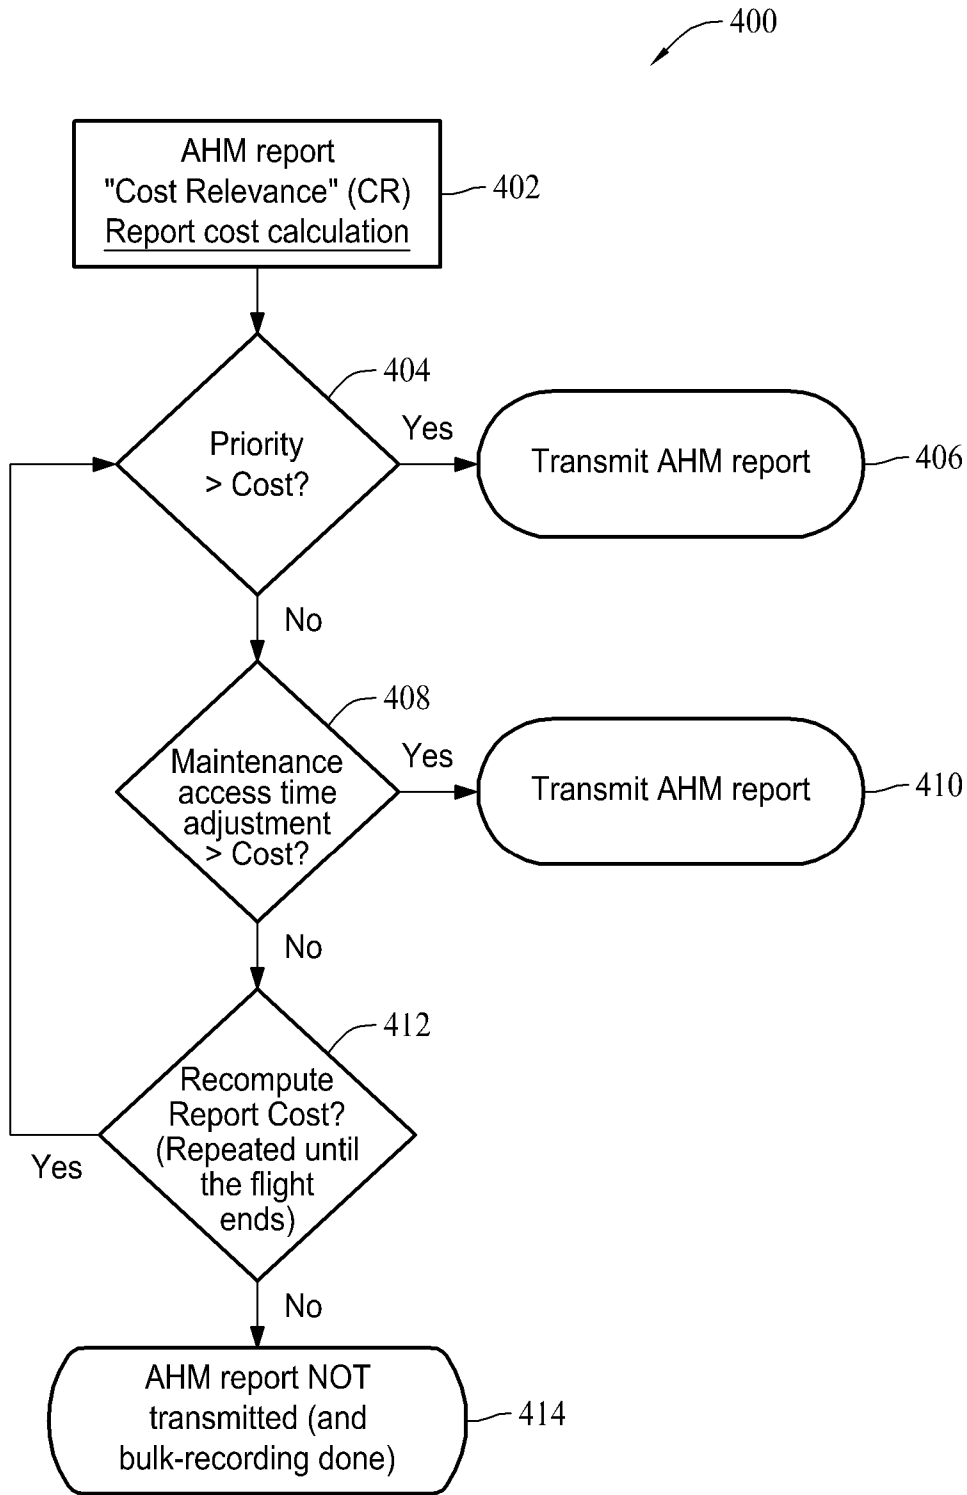 400
AHM report
"Cost Relevance" (CR)
Report cost calculation
402
404
Priority
> Cost?
Yes
Transmit AHM report
406
No
408
Maintenance
access time
adjustment
> Cost?
Yes
Transmit AHM report
410
No
412
Recompute
Report Cost?
(Repeated until
the flight
ends)
Yes
No
AHM report NOT
transmitted (and
bulk-recording done)
414